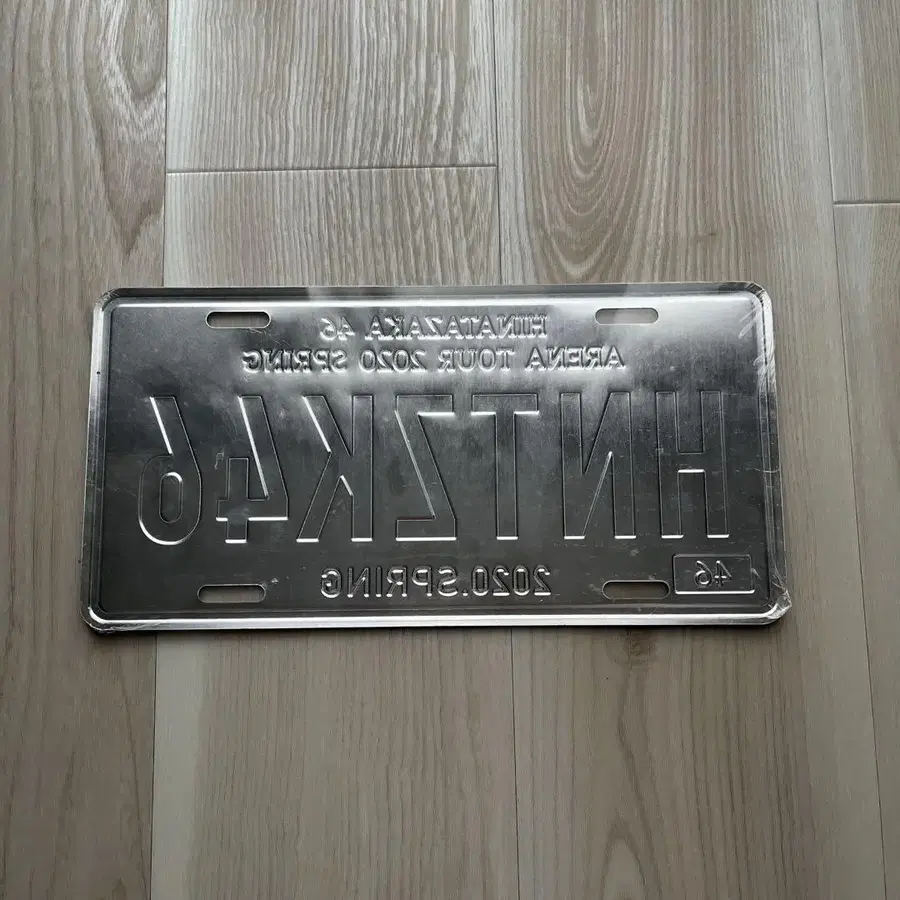 HINATAZAKA 46
ARENA TOUR 2020 SPRING
HNTZK46
46
2020.SPRING